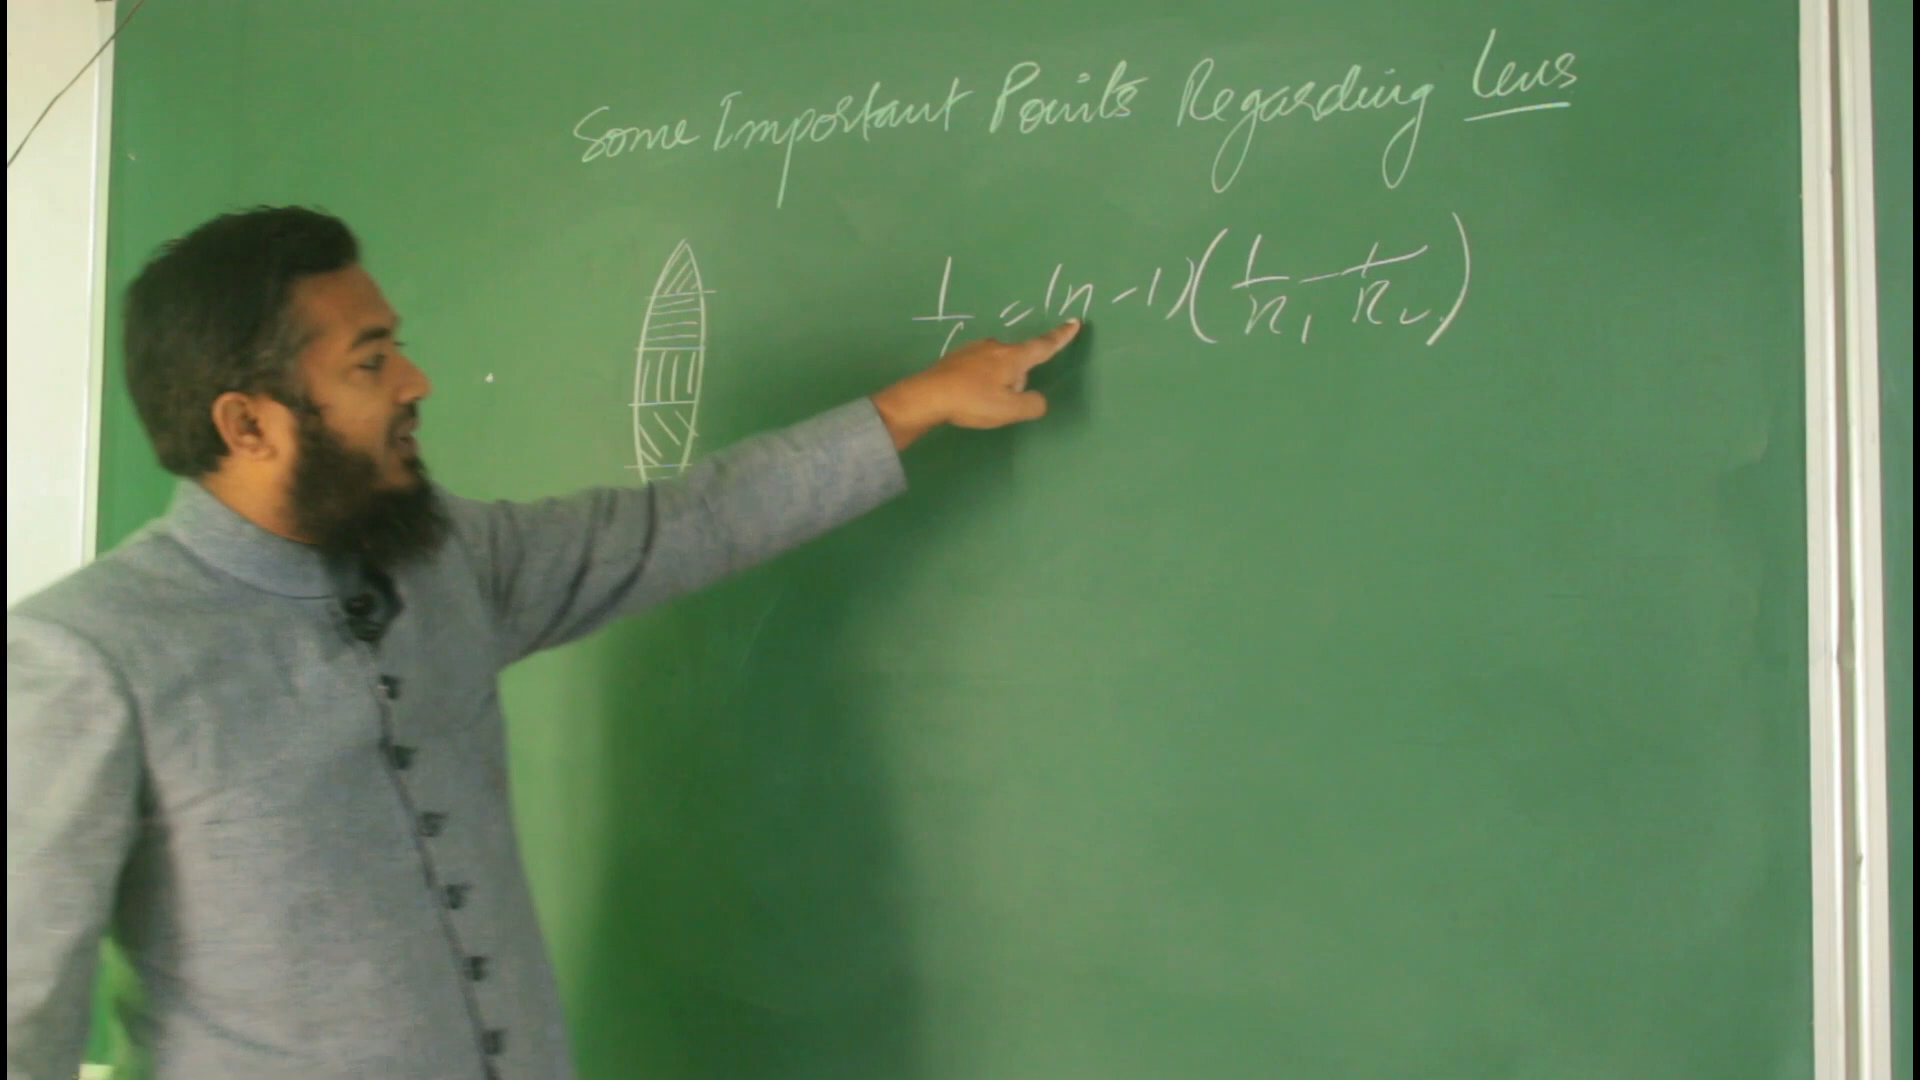 Some Important Points Regarding Lens
1/f = (n-1)(1/R1 - 1/R2)